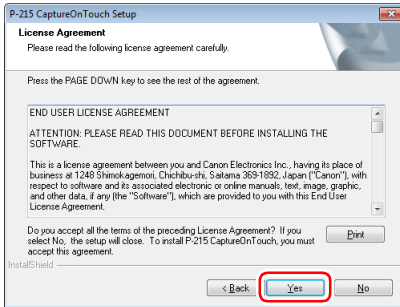 P-215 CaptureOnTouch Setup
License Agreement
Please read the following license agreement carefully.
Press the PAGE DOWN key to see the rest of the agreement.
END USER LICENSE AGREEMENT
ATTENTION: PLEASE READ THIS DOCUMENT BEFORE INSTALLING THE
SOFTWARE.
This is a license agreement between you and Canon Electronics Inc., having its place of
business at 1248 Shimokagemori, Chichibu-shi, Saitama 369-1892, Japan ("Canon"), with
respect to software and its associated electronic or online manuals, text, image, graphic,
and other data, if any (the "Software"), which are provided to you with this End User
License Agreement.
Do you accept all the terms of the preceding License Agreement? If you
select No, the setup will close. To install P-215 CaptureOnTouch, you must
accept this agreement.
Print
InstallShield
< Back
Yes
No